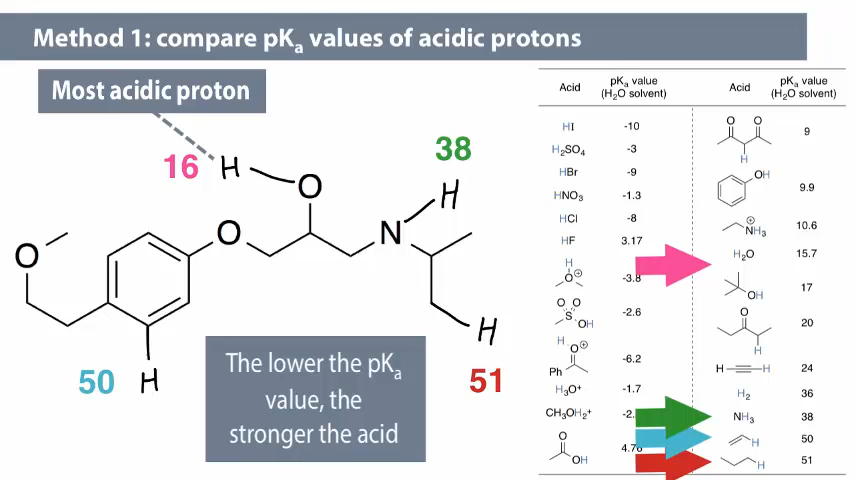 Method 1: compare pKₐ values of acidic protons
Most acidic proton
16
H
O
38
H
N
O
O
H
50
H
51
The lower the pKₐ
value, the
stronger the acid
Acid
pKₐ value
(H₂O solvent)
HI -10
H₂SO₄ -3
HBr -9
HNO₃ -1.3
HCl -8
HF 3.17
H
O⊕ -3.8
O O
S
OH -2.6
H
O⊕
Ph -6.2
H₃O⁺ -1.7
CH₃OH₂⁺ -2.
O
OH 4.76
Acid
pKₐ value
(H₂O solvent)
O O
H 9
OH 9.9
⊕
NH₃ 10.6
H₂O 15.7
OH 17
O
H 20
H H 24
H₂ 36
NH₃ 38
H 50
H 51